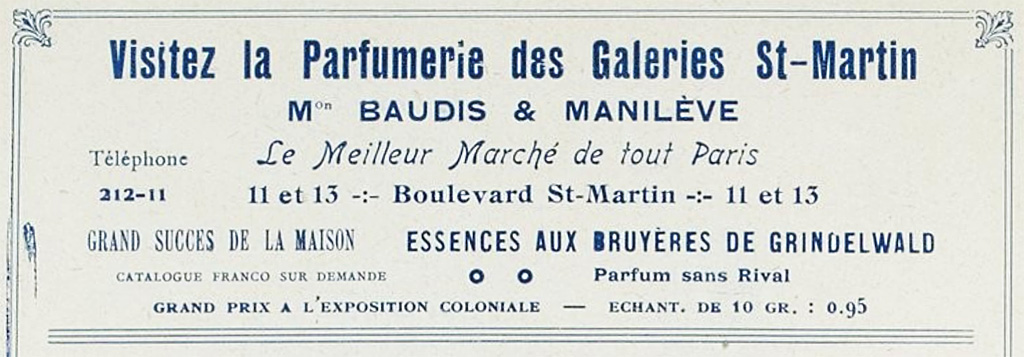 Visitez la Parfumerie des Galeries St-Martin
Mon BAUDIS & MANILÈVE
Le Meilleur Marché de tout Paris
Téléphone
212-11
11 et 13 -:- Boulevard St-Martin -:- 11 et 13
GRAND SUCCES DE LA MAISON ESSENCES AUX BRUYÈRES DE GRINDELWALD
CATALOGUE FRANCO SUR DEMANDE Parfum sans Rival
GRAND PRIX A L'EXPOSITION COLONIALE — ECHANT. DE 10 GR. : 0.95